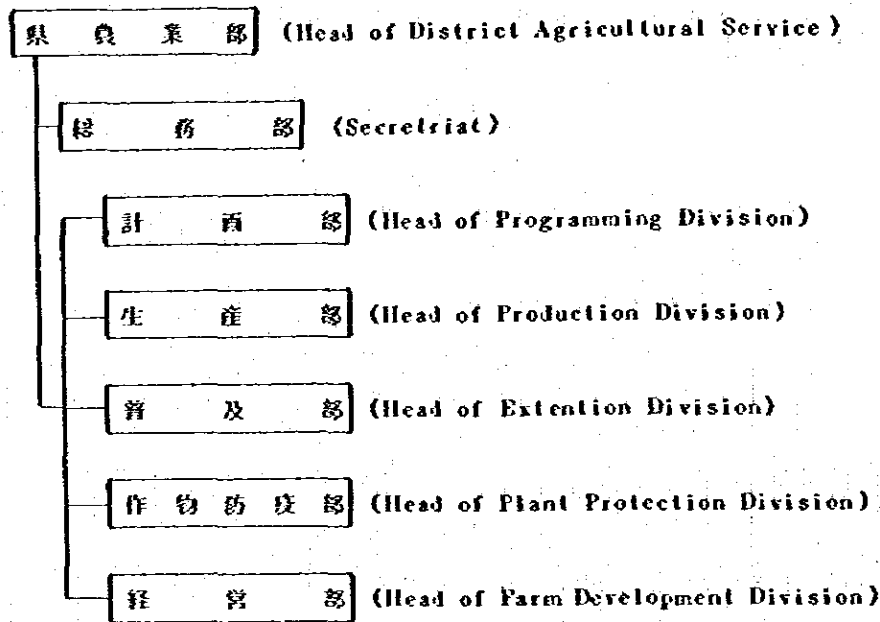 県農業部 (Head of District Agricultural Service)
総務部 (Secretriat)
計画部 (Head of Programming Division)
生産部 (Head of Production Division)
普及部 (Head of Extention Division)
作物防疫部 (Head of Plant Protection Division)
経営部 (Head of Farm Development Division)